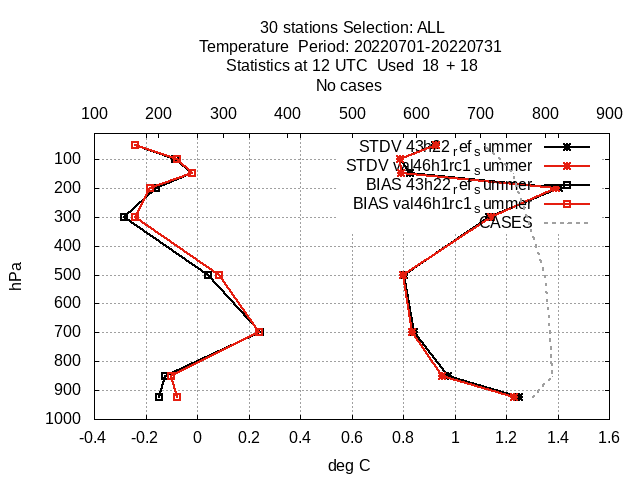 30 stations Selection: ALL
Temperature Period: 20220701-20220731
Statistics at 12 UTC Used 18 + 18
No cases
100 200 300 400 500 600 700 800 900
STDV 43h22_ref_summer
STDV val46h1rc1_summer
BIAS 43h22_ref_summer
BIAS val46h1rc1_summer
CASES
hPa
100
200
300
400
500
600
700
800
900
1000
-0.4 -0.2 0 0.2 0.4 0.6 0.8 1 1.2 1.4 1.6
deg C